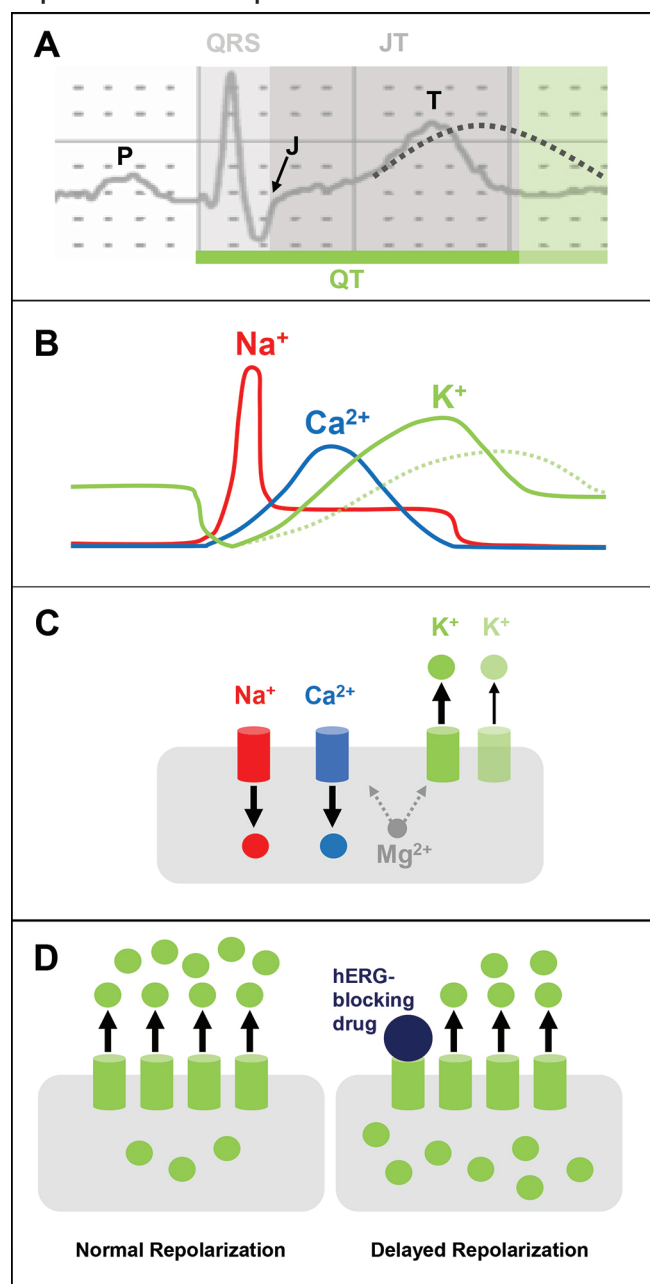 A
QRS
JT
P
J
T
QT
B
Na⁺
Ca²⁺
K⁺
C
K⁺ K⁺
Na⁺ Ca²⁺
Mg²⁺
D
hERG-
blocking
drug
Normal Repolarization
Delayed Repolarization